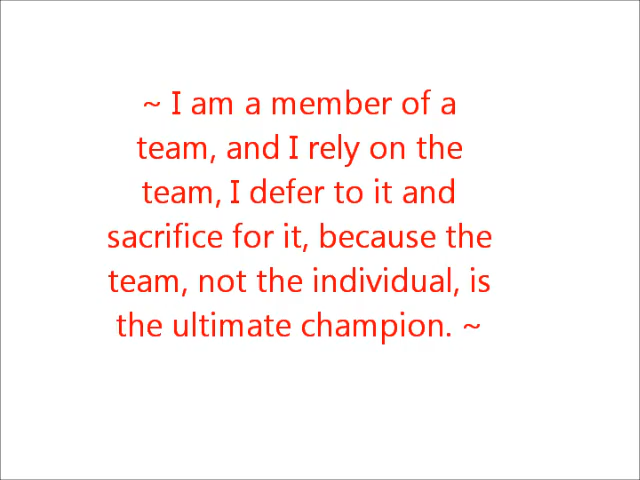 ~ I am a member of a
team, and I rely on the
team, I defer to it and
sacrifice for it, because the
team, not the individual, is
the ultimate champion. ~